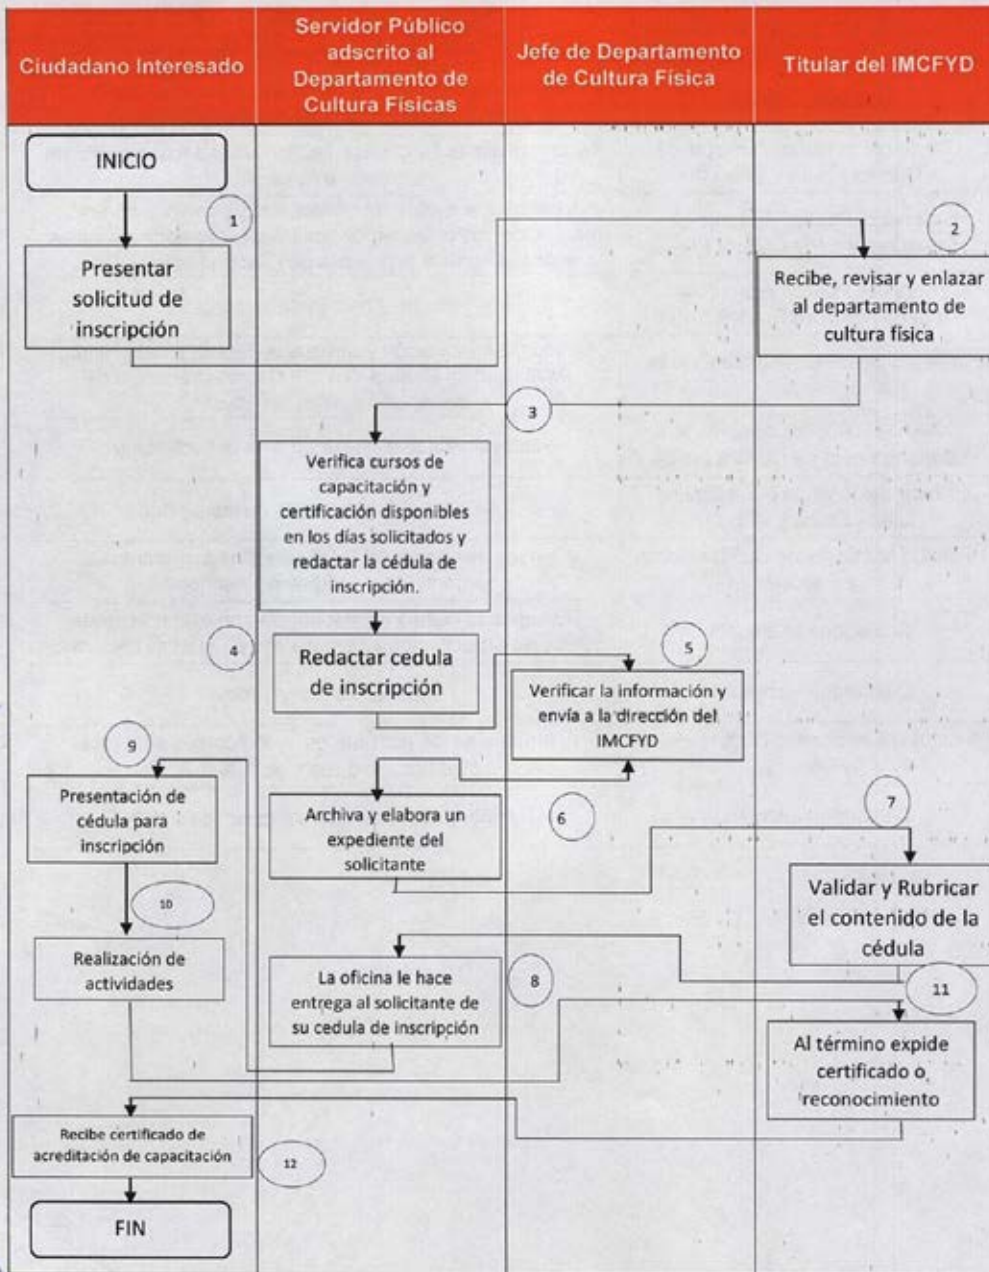 Ciudadano Interesado
Servidor Público
adscrito al
Departamento de
Cultura Físicas
Jefe de Departamento
de Cultura Física
Titular del IMCFYD
INICIO
1
Presentar
solicitud de
inscripción
2
Recibe, revisar y enlazar
al departamento de
cultura física
3
Verifica cursos de
capacitación y
certificación disponibles
en los días solicitados y
redactar la cédula de
inscripción.
4
Redactar cedula
de inscripción
5
Verificar la información y
envía a la dirección del
IMCFYD
6
Archiva y elabora un
expediente del
solicitante
7
Validar y Rubricar
el contenido de la
cédula
8
La oficina le hace
entrega al solicitante de
su cedula de inscripción
9
Presentación de
cédula para
inscripción
10
Realización de
actividades
11
Al término expide
certificado o
reconocimiento
12
Recibe certificado de
acreditación de capacitación
FIN